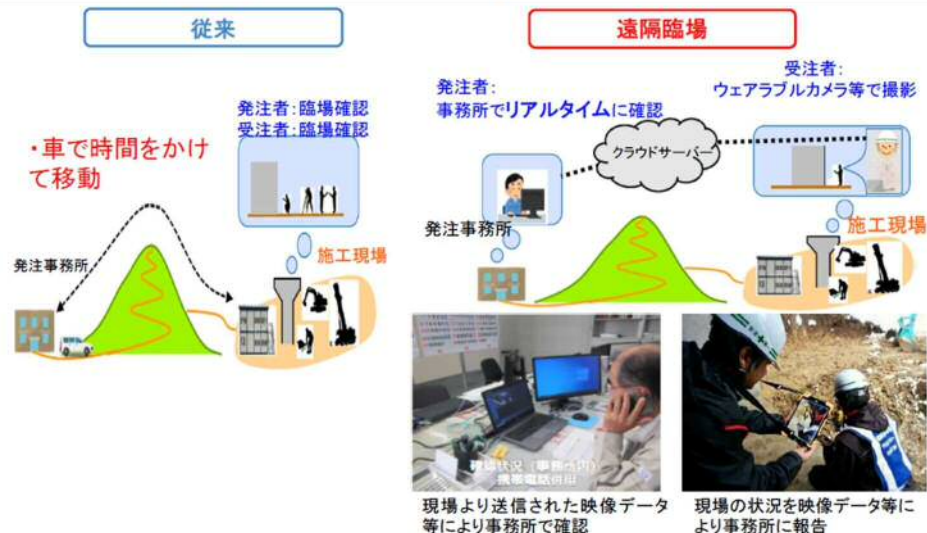 従来
発注者:臨場確認
受注者:臨場確認
・車で時間をかけ
て移動
発注事務所
施工現場
遠隔臨場
発注者:
事務所でリアルタイムに確認
受注者:
ウェアラブルカメラ等で撮影
クラウドサーバー
発注事務所
施工現場
確認状況（事務所内）
携帯電話併用
現場より送信された映像データ
等により事務所で確認
現場の状況を映像データ等に
より事務所に報告